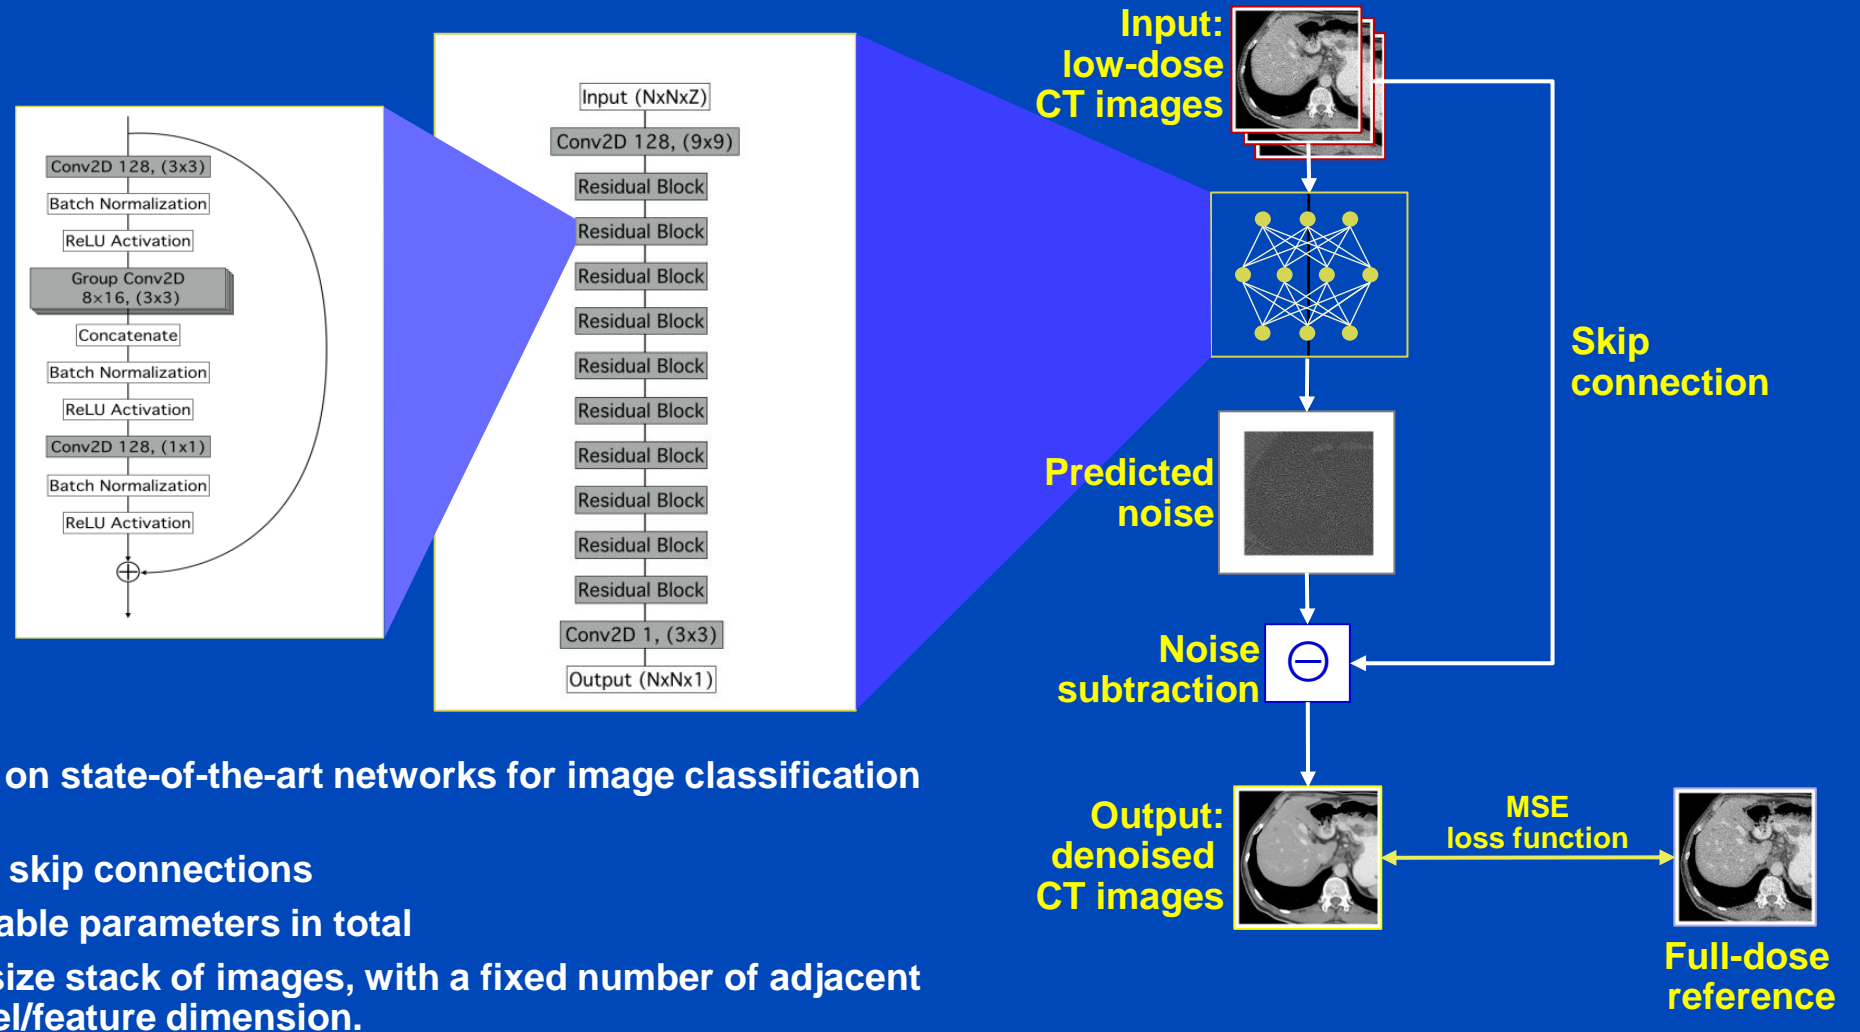 Conv2D 128, (3x3)
Batch Normalization
ReLU Activation
Group Conv2D
8×16, (3x3)
Concatenate
Batch Normalization
ReLU Activation
Conv2D 128, (1x1)
Batch Normalization
ReLU Activation
Input (NxNxZ)
Conv2D 128, (9x9)
Residual Block
Residual Block
Residual Block
Residual Block
Residual Block
Residual Block
Residual Block
Residual Block
Residual Block
Residual Block
Conv2D 1, (3x3)
Output (NxNx1)
Input:
low-dose
CT images
Skip
connection
Predicted
noise
Noise
subtraction
Output:
denoised
CT images
MSE
loss function
Full-dose
reference
on state-of-the-art networks for image classification
skip connections
able parameters in total
size stack of images, with a fixed number of adjacent
el/feature dimension.